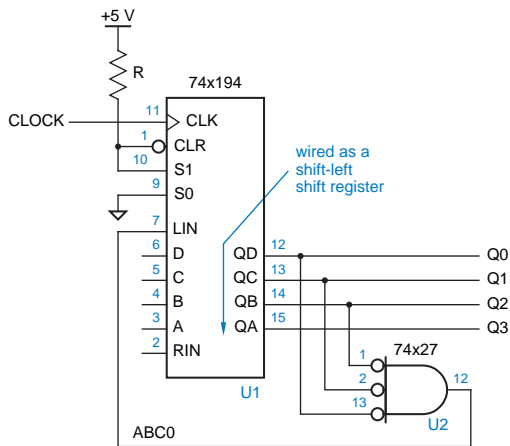 +5 V
R
74x194
CLOCK
11
CLK
1
CLR
10
S1
9
S0
7
LIN
6
D
5
C
4
B
3
A
2
RIN
wired as a
shift-left
shift register
QD
12
Q0
QC
13
Q1
QB
14
Q2
QA
15
Q3
U1
74x27
1
2
13
12
U2
ABC0